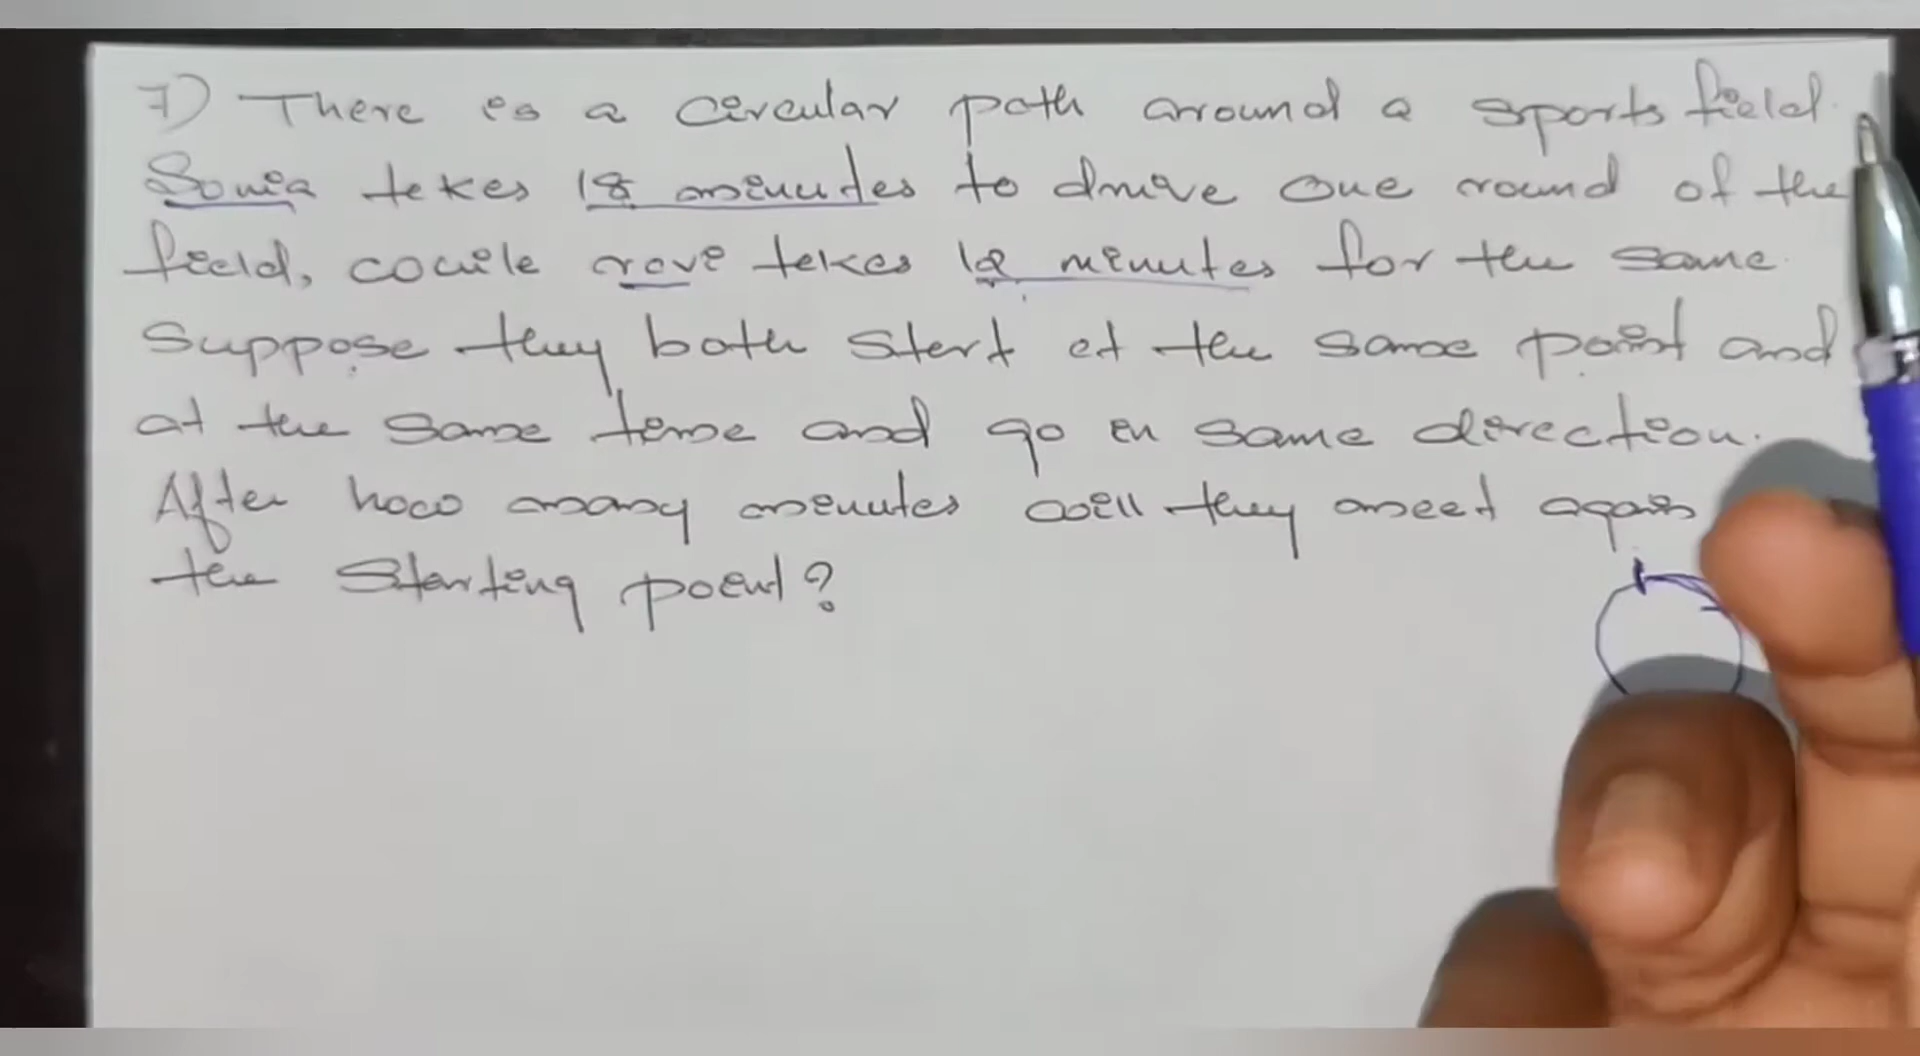 7) There is a circular path around a sports field.
Sonia takes 18 minutes to drive one round of the
field, while ravi takes 12 minutes for the same.
Suppose they both start at the same point and
at the same time and go in same direction.
After how many minutes will they meet again
the starting point?